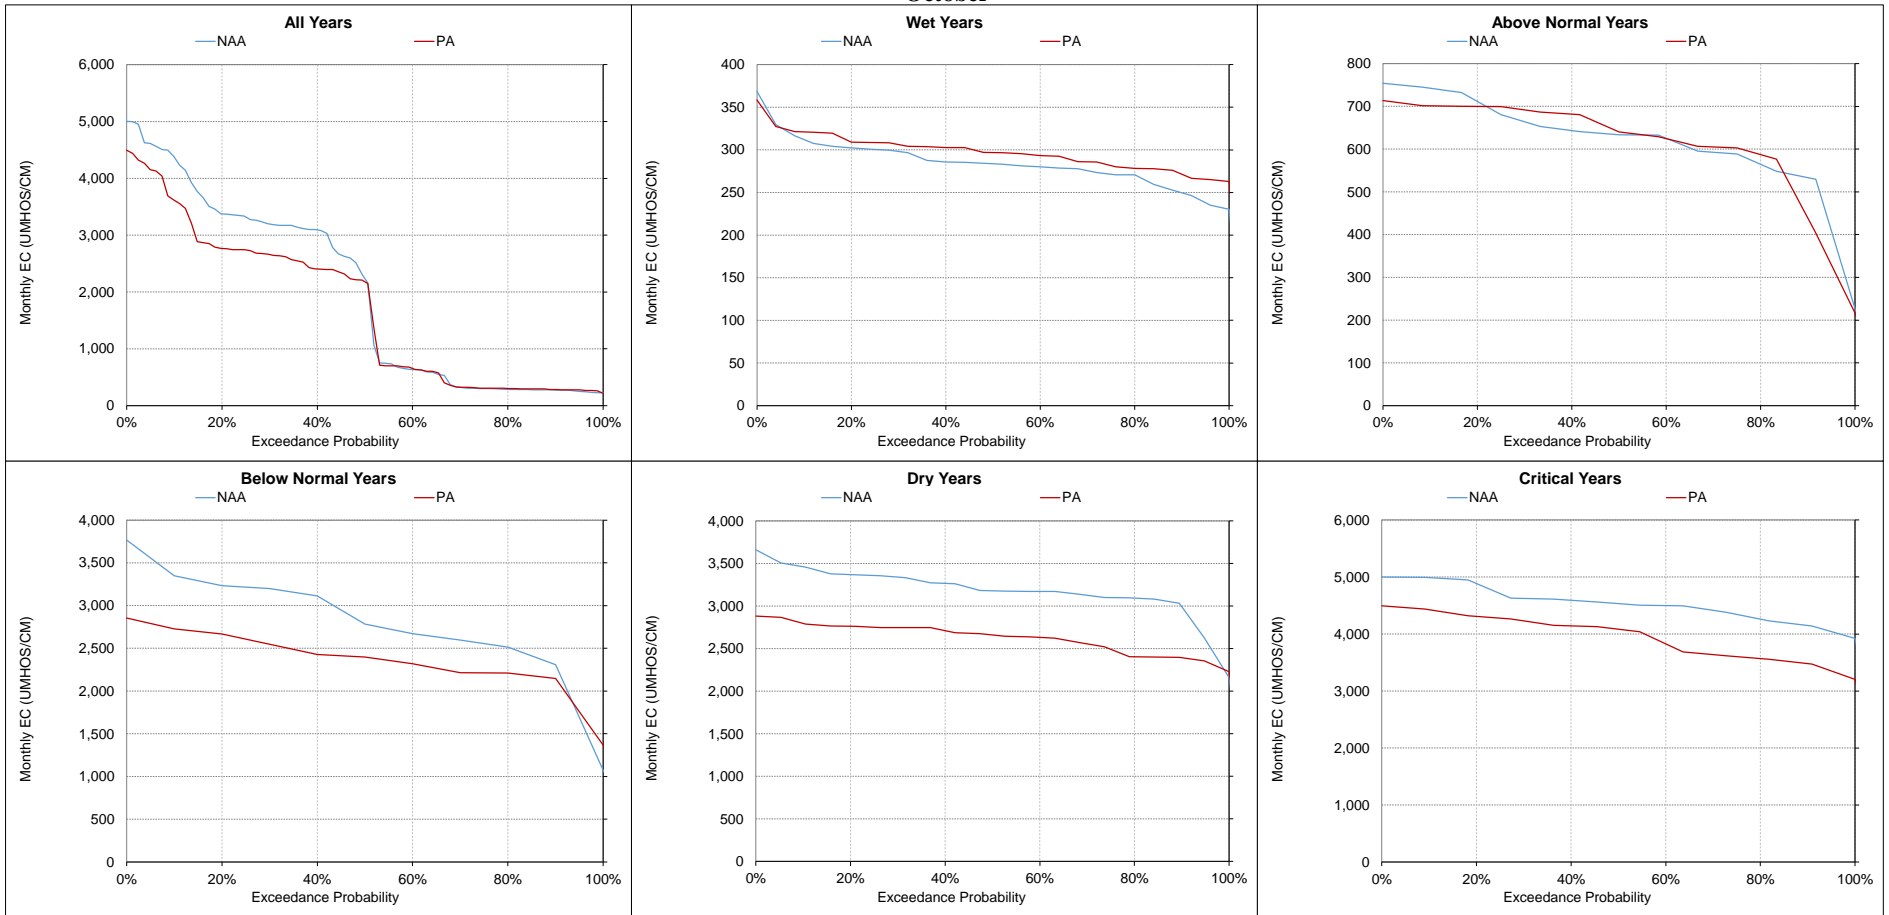 All Years
NAA PA
6,000
5,000
4,000
3,000
2,000
1,000
0
Monthly EC (UMHOS/CM)
0% 20% 40% 60% 80% 100%
Exceedance Probability
Wet Years
NAA PA
400
350
300
250
200
150
100
50
0
Monthly EC (UMHOS/CM)
0% 20% 40% 60% 80% 100%
Exceedance Probability
Above Normal Years
NAA PA
800
700
600
500
400
300
200
100
0
Monthly EC (UMHOS/CM)
0% 20% 40% 60% 80% 100%
Exceedance Probability
Below Normal Years
NAA PA
4,000
3,500
3,000
2,500
2,000
1,500
1,000
500
0
Monthly EC (UMHOS/CM)
0% 20% 40% 60% 80% 100%
Exceedance Probability
Dry Years
NAA PA
4,000
3,500
3,000
2,500
2,000
1,500
1,000
500
0
Monthly EC (UMHOS/CM)
0% 20% 40% 60% 80% 100%
Exceedance Probability
Critical Years
NAA PA
6,000
5,000
4,000
3,000
2,000
1,000
0
Monthly EC (UMHOS/CM)
0% 20% 40% 60% 80% 100%
Exceedance Probability